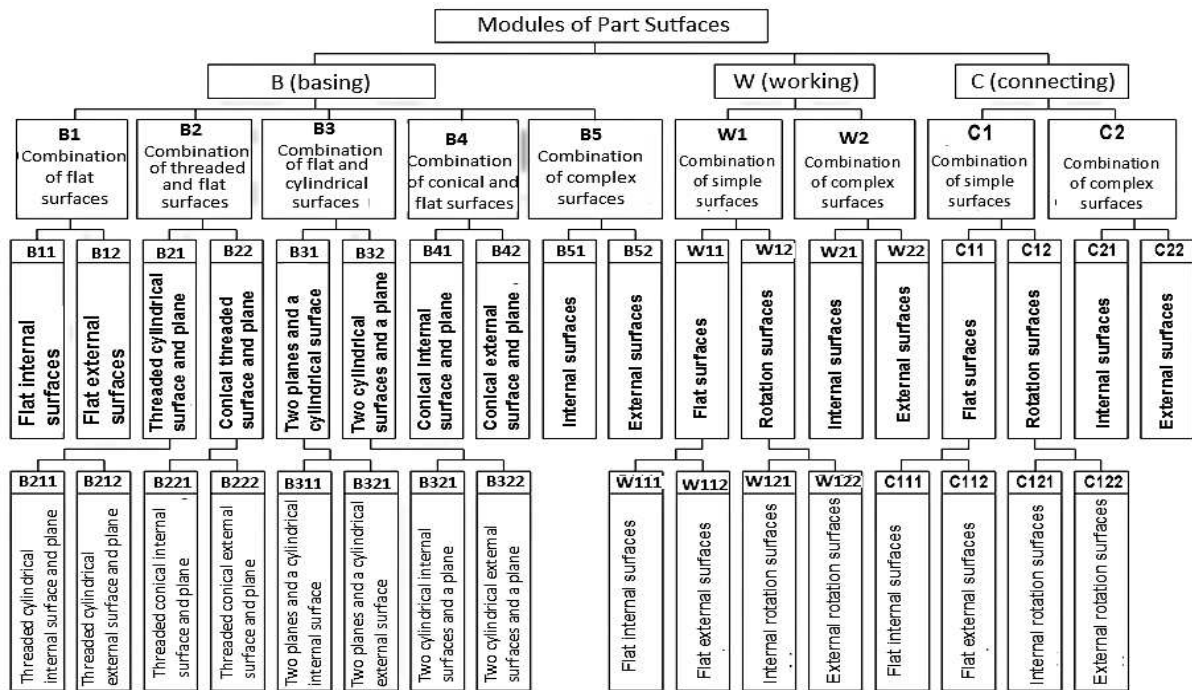 Modules of Part Sutfaces
B (basing)
W (working)
C (connecting)
B1
Combination
of flat
surfaces
B2
Combination
of threaded
and flat
surfaces
B3
Combination
of flat and
cylindrical
surfaces
B4
Combination
of conical and
flat surfaces
B5
Combination
of complex
surfaces
W1
Combination
of simple
surfaces
W2
Combination
of complex
surfaces
C1
Combination
of simple
surfaces
C2
Combination
of complex
surfaces
B11
Flat internal
surfaces
B12
Flat external
surfaces
B21
Threaded cylindrical
surface and plane
B22
Conical threaded
surface and plane
B31
Two planes and a
cylindrical surface
B32
Two cylindrical
surfaces and a plane
B41
Conical internal
surface and plane
B42
Conical external
surface and plane
B51
Internal surfaces
B52
External surfaces
W11
Flat surfaces
W12
Rotation surfaces
W21
Internal surfaces
W22
External surfaces
C11
Flat surfaces
C12
Rotation surfaces
C21
Internal surfaces
C22
External surfaces
B211
Threaded cylindrical
internal surface and plane
B212
Threaded cylindrical
external surface and plane
B221
Threaded conical internal
surface and plane
B222
Threaded conical external
surface and plane
B311
Two planes and a cylindrical
internal surface
B321
Two planes and a cylindrical
external surface
B321
Two cylindrical internal
surfaces and a plane
B322
Two cylindrical external
surfaces and a plane
W111
Flat internal surfaces
W112
Flat external surfaces
W121
Internal rotation surfaces
W122
External rotation surfaces
C111
Flat internal surfaces
C112
Flat external surfaces
C121
Internal rotation surfaces
C122
External rotation surfaces